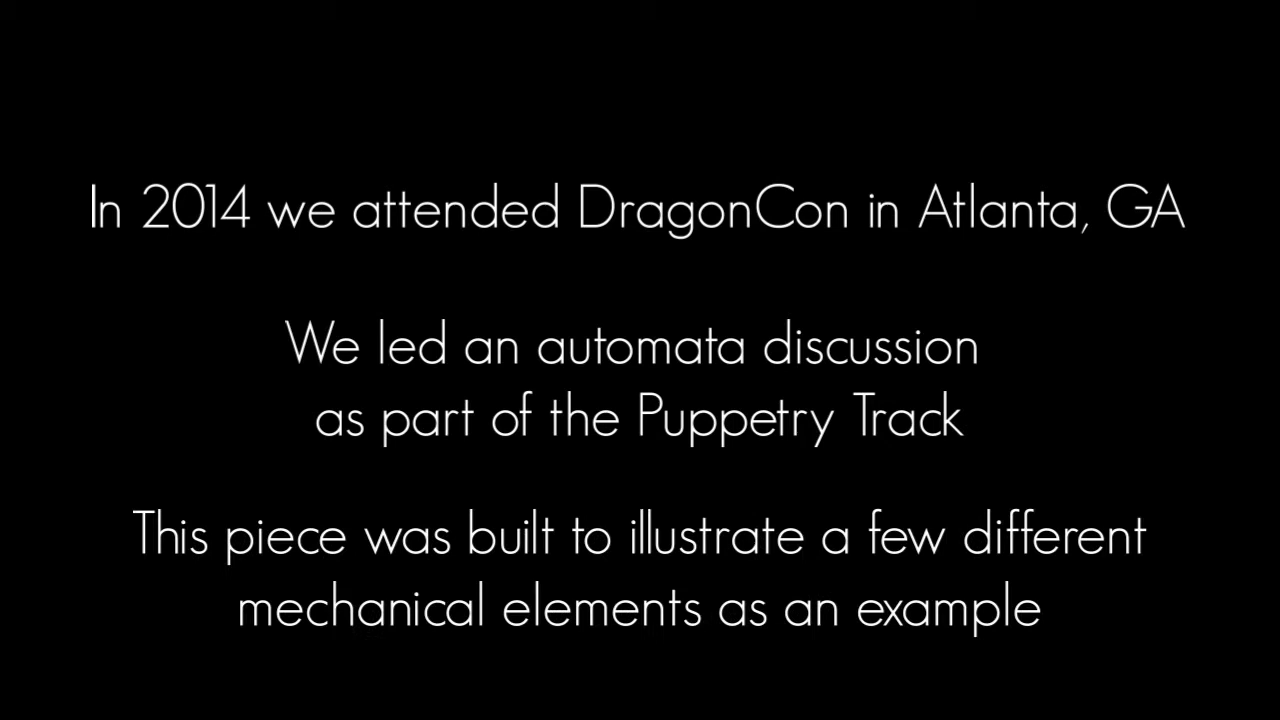 In 2014 we attended DragonCon in Atlanta, GA
We led an automata discussion
as part of the Puppetry Track
This piece was built to illustrate a few different
mechanical elements as an example